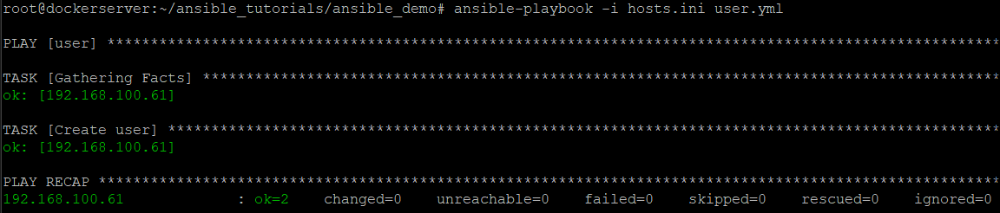 root@dockerserver:~/ansible_tutorials/ansible_demo# ansible-playbook -i hosts.ini user.yml
PLAY [user] *******************************************************************************************************
TASK [Gathering Facts] ********************************************************************************************
ok: [192.168.100.61]
TASK [Create user] ************************************************************************************************
ok: [192.168.100.61]
PLAY RECAP ********************************************************************************************************
192.168.100.61             : ok=2    changed=0    unreachable=0    failed=0    skipped=0    rescued=0    ignored=0